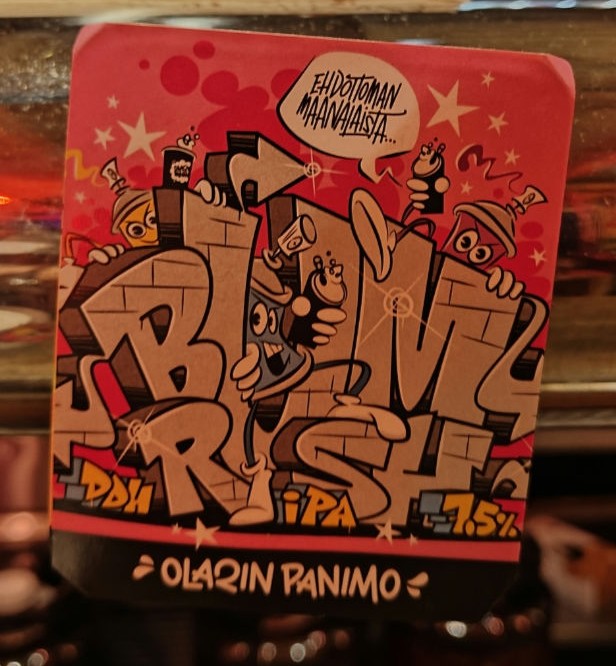 EHDOTTOMAN
MAANALAISTA...
BUM
RUSH
DDH IPA 7.5%
OLARIN PANIMO